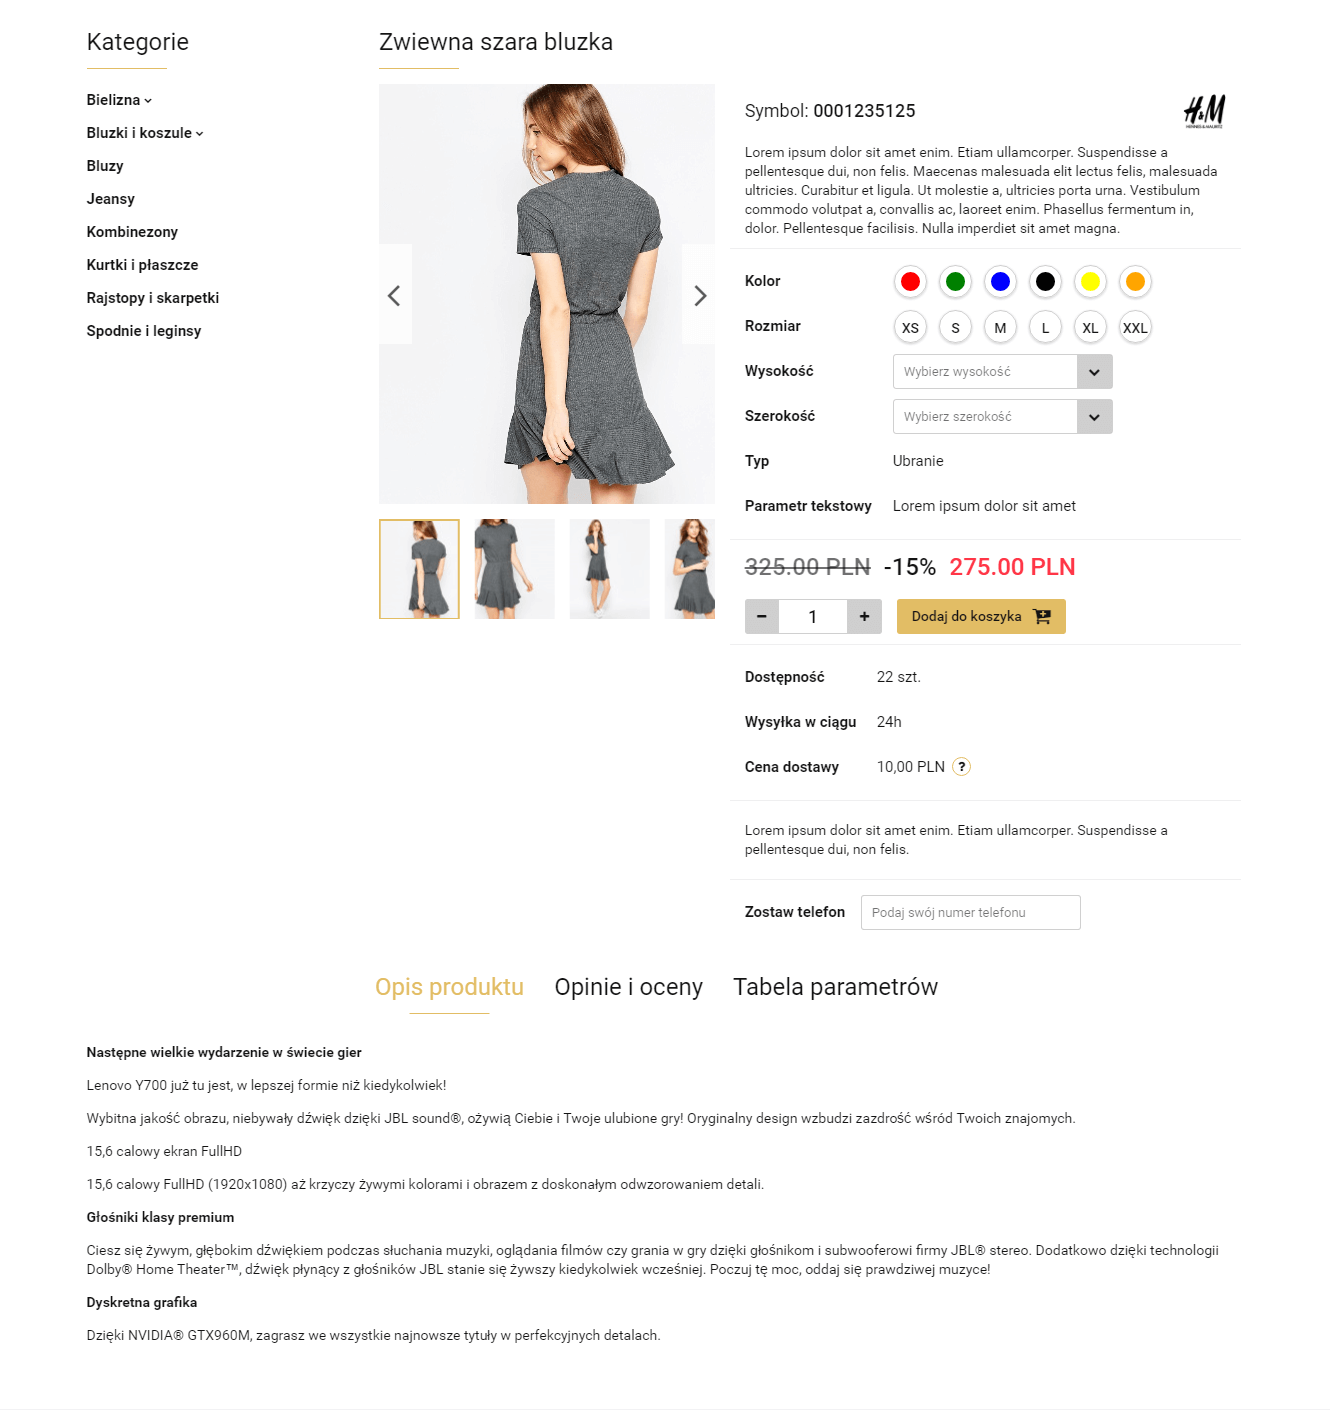 Kategorie
Bielizna
Bluzki i koszule
Bluzy
Jeansy
Kombinezony
Kurtki i płaszcze
Rajstopy i skarpetki
Spodnie i leginsy
Zwiewna szara bluzka
Symbol: 0001235125
H&M
HENNES & MAURITZ
Lorem ipsum dolor sit amet enim. Etiam ullamcorper. Suspendisse a
pellentesque dui, non felis. Maecenas malesuada elit lectus felis, malesuada
ultricies. Curabitur et ligula. Ut molestie a, ultricies porta urna. Vestibulum
commodo volutpat a, convallis ac, laoreet enim. Phasellus fermentum in,
dolor. Pellentesque facilisis. Nulla imperdiet sit amet magna.
Kolor
Rozmiar XS S M L XL XXL
Wysokość Wybierz wysokość
Szerokość Wybierz szerokość
Typ Ubranie
Parametr tekstowy Lorem ipsum dolor sit amet
325.00 PLN -15% 275.00 PLN
− 1 + Dodaj do koszyka
Dostępność 22 szt.
Wysyłka w ciągu 24h
Cena dostawy 10,00 PLN ?
Lorem ipsum dolor sit amet enim. Etiam ullamcorper. Suspendisse a
pellentesque dui, non felis.
Zostaw telefon Podaj swój numer telefonu
Opis produktu Opinie i oceny Tabela parametrów
Następne wielkie wydarzenie w świecie gier
Lenovo Y700 już tu jest, w lepszej formie niż kiedykolwiek!
Wybitna jakość obrazu, niebywały dźwięk dzięki JBL sound®, ożywią Ciebie i Twoje ulubione gry! Oryginalny design wzbudzi zazdrość wśród Twoich znajomych.
15,6 calowy ekran FullHD
15,6 calowy FullHD (1920x1080) aż krzyczy żywymi kolorami i obrazem z doskonałym odwzorowaniem detali.
Głośniki klasy premium
Ciesz się żywym, głębokim dźwiękiem podczas słuchania muzyki, oglądania filmów czy grania w gry dzięki głośnikom i subwooferowi firmy JBL® stereo. Dodatkowo dzięki technologii
Dolby® Home Theater™, dźwięk płynący z głośników JBL stanie się żywszy kiedykolwiek wcześniej. Poczuj tę moc, oddaj się prawdziwej muzyce!
Dyskretna grafika
Dzięki NVIDIA® GTX960M, zagrasz we wszystkie najnowsze tytuły w perfekcyjnych detalach.